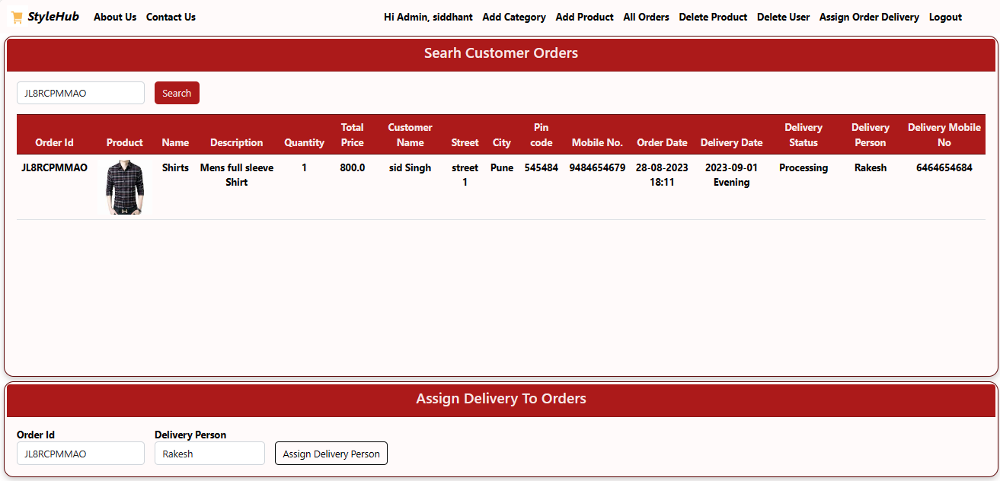 StyleHub About Us Contact Us Hi Admin, siddhant Add Category Add Product All Orders Delete Product Delete User Assign Order Delivery Logout
Searh Customer Orders
JL8RCPMMAO Search
Order Id Product Name Description Quantity Total Price Customer Name Street City Pin code Mobile No. Order Date Delivery Date Delivery Status Delivery Person Delivery Mobile No
JL8RCPMMAO Shirts Mens full sleeve Shirt 1 800.0 sid Singh street 1 Pune 545484 9484654679 28-08-2023 18:11 2023-09-01 Evening Processing Rakesh 6464654684
Assign Delivery To Orders
Order Id Delivery Person
JL8RCPMMAO Rakesh Assign Delivery Person